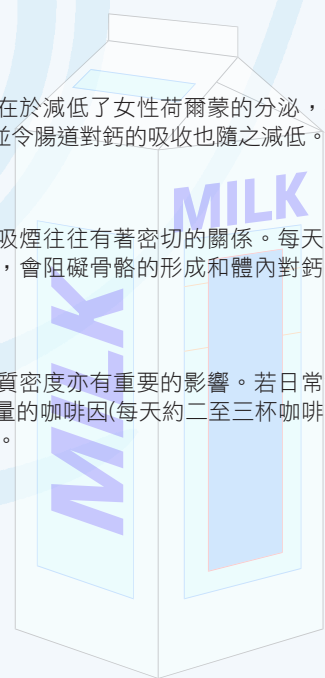 在於減低了女性荷爾蒙的分泌，
並令腸道對鈣的吸收也隨之減低。
MILK
吸煙往往有著密切的關係。每天
，會阻礙骨骼的形成和體內對鈣
MILK
質密度亦有重要的影響。若日常
量的咖啡因(每天約二至三杯咖啡
。